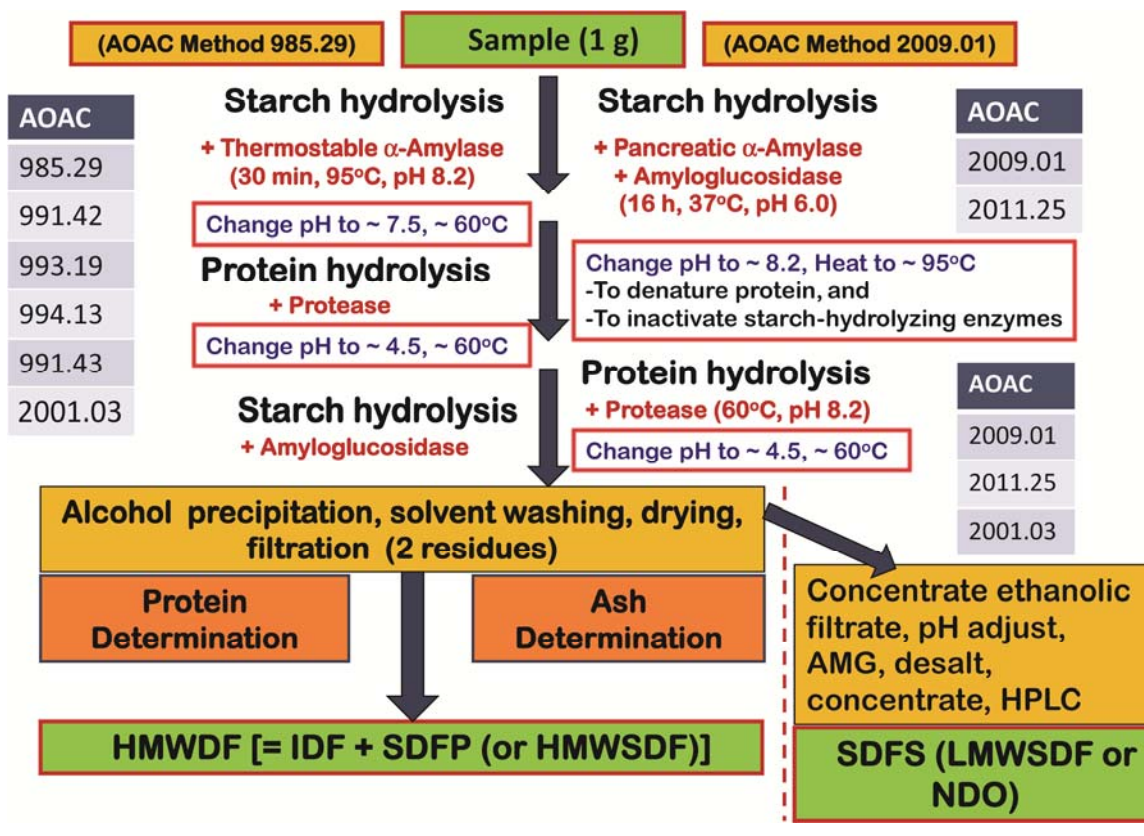 (AOAC Method 985.29)
Sample (1 g)
(AOAC Method 2009.01)
AOAC
985.29
991.42
993.19
994.13
991.43
2001.03
Starch hydrolysis
+ Thermostable α-Amylase
(30 min, 95°C, pH 8.2)
Change pH to ~ 7.5, ~ 60°C
Protein hydrolysis
+ Protease
Change pH to ~ 4.5, ~ 60°C
Starch hydrolysis
+ Amyloglucosidase
Starch hydrolysis
+ Pancreatic α-Amylase
+ Amyloglucosidase
(16 h, 37°C, pH 6.0)
Change pH to ~ 8.2, Heat to ~ 95°C
-To denature protein, and
-To inactivate starch-hydrolyzing enzymes
Protein hydrolysis
+ Protease (60°C, pH 8.2)
Change pH to ~ 4.5, ~ 60°C
AOAC
2009.01
2011.25
AOAC
2009.01
2011.25
2001.03
Alcohol precipitation, solvent washing, drying,
filtration (2 residues)
Protein
Determination
Ash
Determination
HMWDF [= IDF + SDFP (or HMWSDF)]
Concentrate ethanolic
filtrate, pH adjust,
AMG, desalt,
concentrate, HPLC
SDFS (LMWSDF or
NDO)